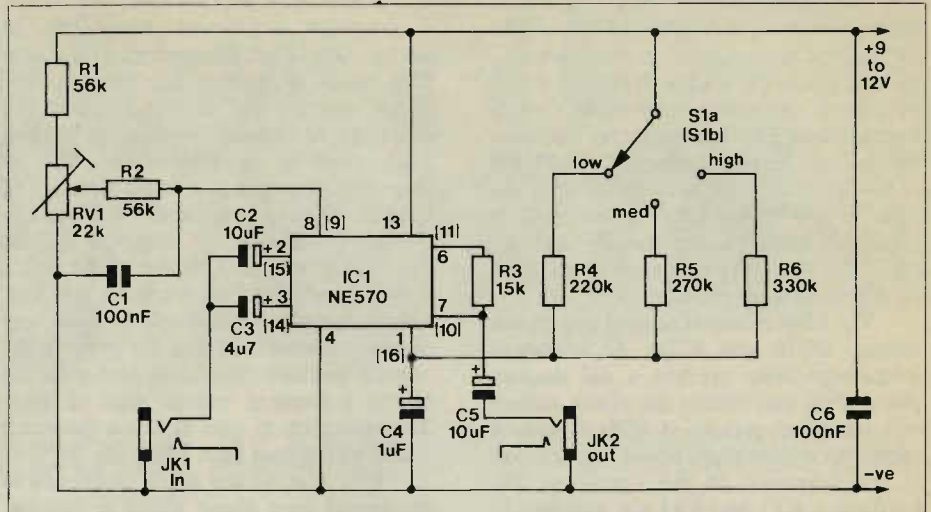 R1
56k
R2
56k
RV1
22k
C1
100nF
C2
10uF
+ 2
[15]
+ 3
[14]
C3
4u7
8 [9]
13
[11]
6
IC1
NE570
7
[10]
4
1
[16]
R3
15k
+
C4
1uF
+
C5
10uF
JK1
In
JK2
out
S1a
[S1b]
low
high
med
R4
220k
R5
270k
R6
330k
C6
100nF
+9
to
12V
-ve